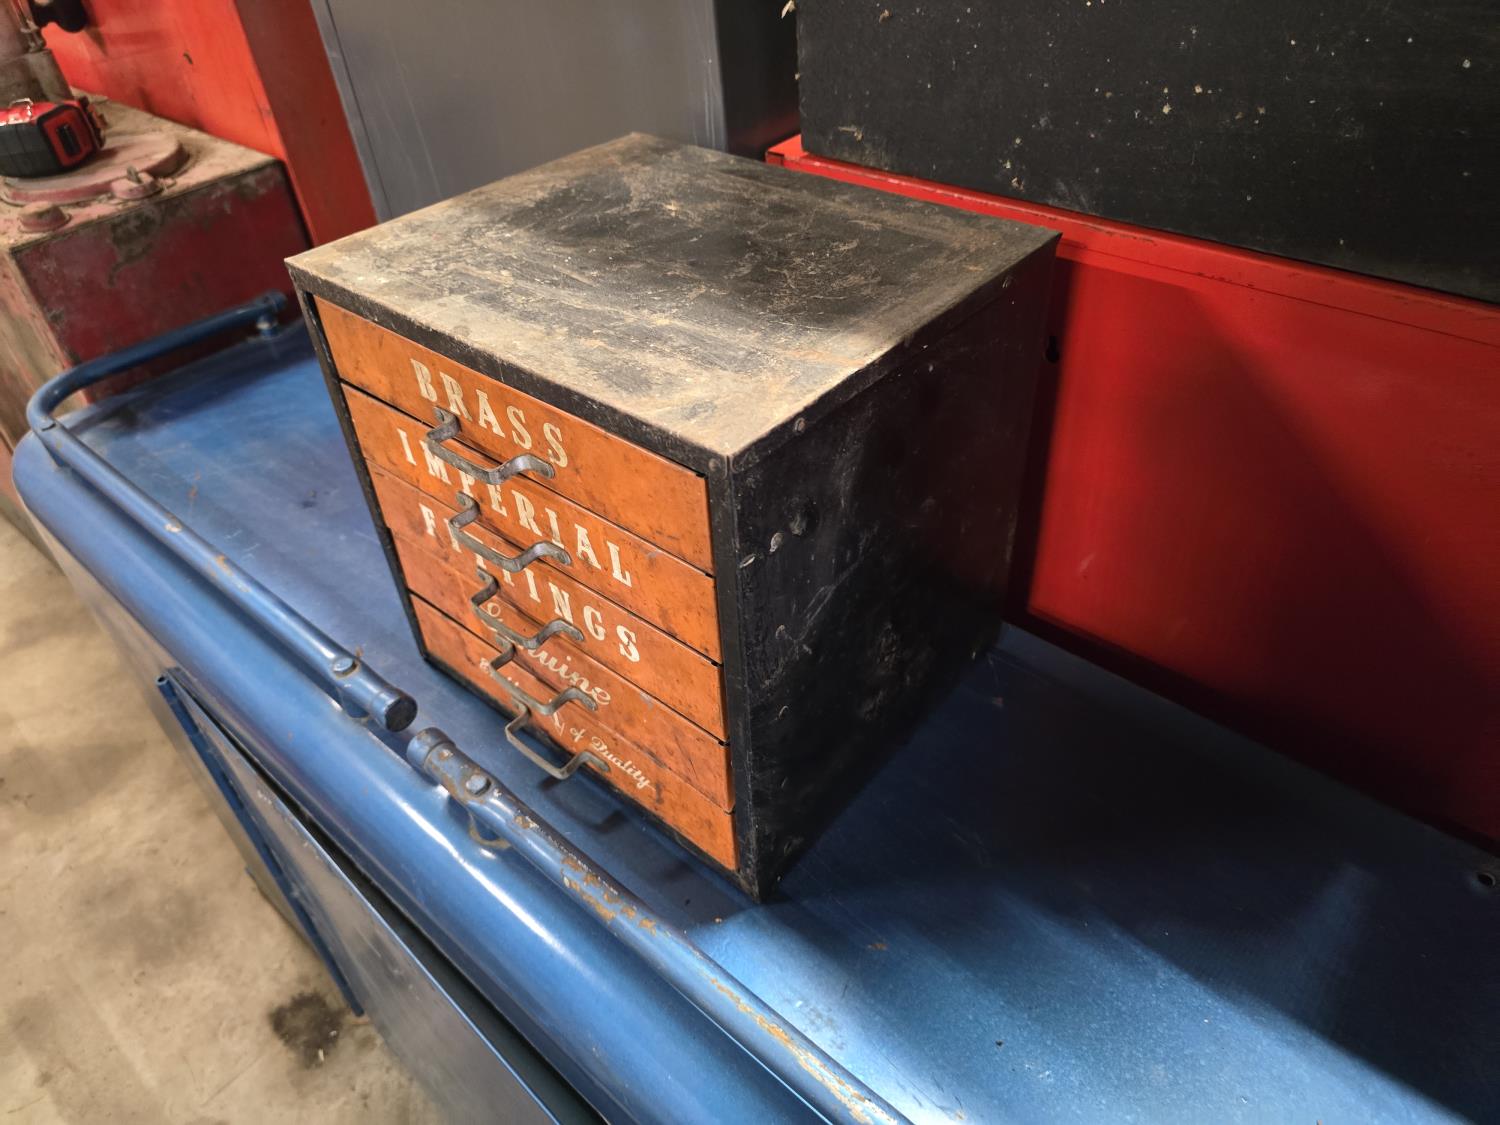 BRASS
IMPERIAL
FITTINGS
Genuine
of Quality